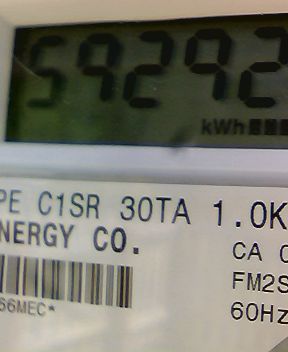 59292
kWh
PE C1SR 30TA 1.0K
NERGY CO.
CA
FM2S
60Hz
66MEC*